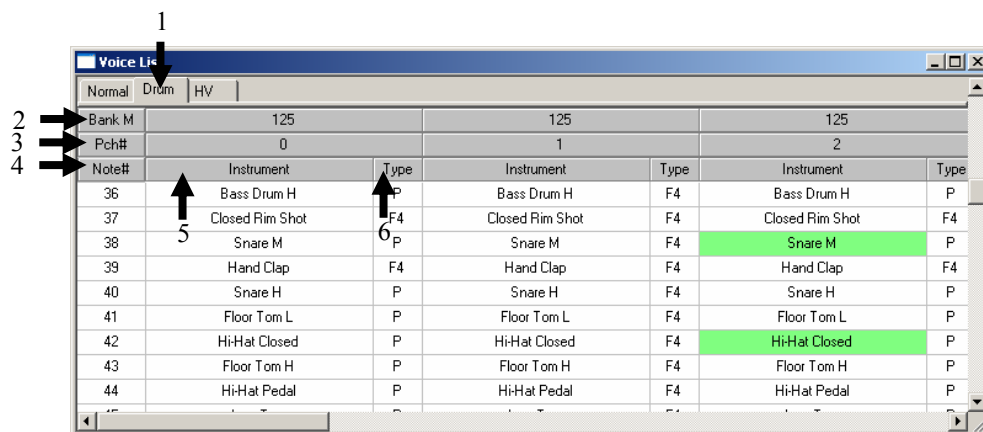 1
Voice Lis
Normal Drum HV
2 Bank M 125 125 125
3 Pch# 0 1 2
4 Note# Instrument Type Instrument Type Instrument Type
36 Bass Drum H P Bass Drum H F4 Bass Drum H P
37 Closed Rim Shot F4 Closed Rim Shot F4 Closed Rim Shot F4
5 6
38 Snare M P Snare M F4 Snare M P
39 Hand Clap F4 Hand Clap F4 Hand Clap F4
40 Snare H P Snare H F4 Snare H P
41 Floor Tom L P Floor Tom L F4 Floor Tom L P
42 Hi-Hat Closed P Hi-Hat Closed F4 Hi-Hat Closed P
43 Floor Tom H P Floor Tom H F4 Floor Tom H P
44 Hi-Hat Pedal P Hi-Hat Pedal F4 Hi-Hat Pedal P